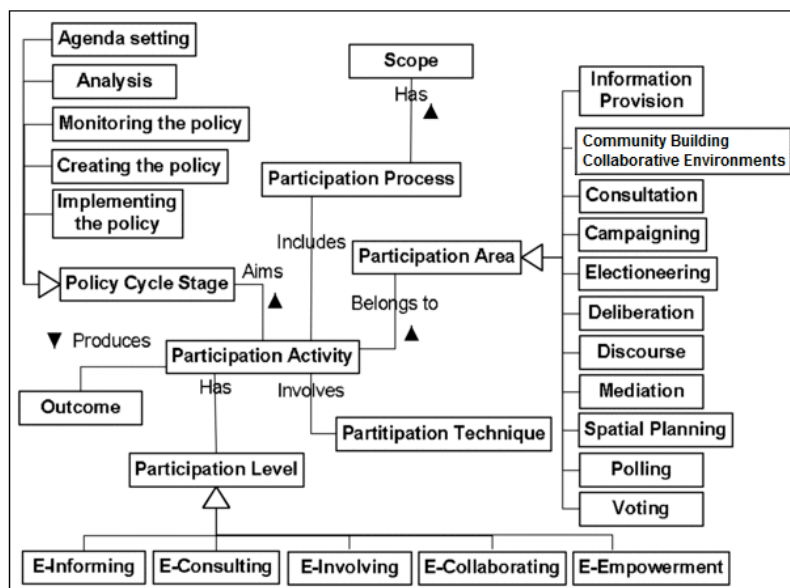 Agenda setting
Analysis
Monitoring the policy
Creating the policy
Implementing
the policy
Policy Cycle Stage
Scope
Has
Participation Process
Includes
Participation Area
Aims
Belongs to
Produces
Participation Activity
Has
Involves
Outcome
Partitipation Technique
Participation Level
E-Informing
E-Consulting
E-Involving
E-Collaborating
E-Empowerment
Information
Provision
Community Building
Collaborative Environments
Consultation
Campaigning
Electioneering
Deliberation
Discourse
Mediation
Spatial Planning
Polling
Voting